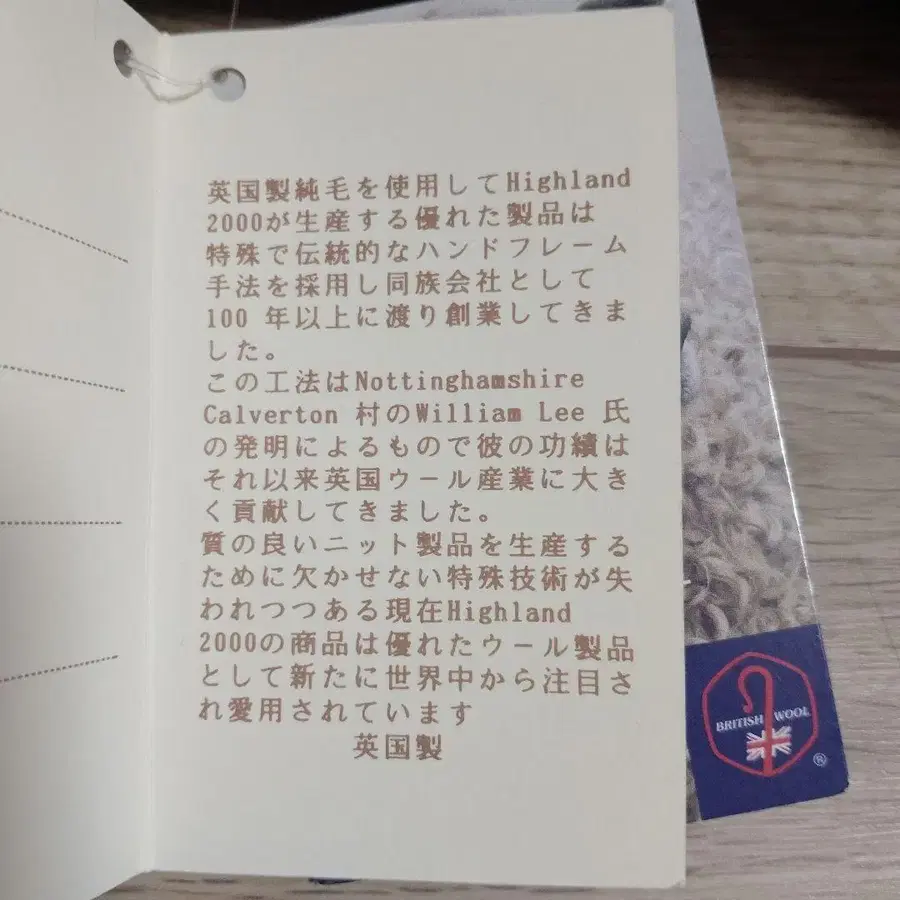 英国製純毛を使用してHighland
2000が生産する優れた製品は
特殊で伝統的なハンドフレーム
手法を採用し同族会社として
100 年以上に渡り創業してきま
した。
この工法はNottinghamshire
Calverton 村のWilliam Lee 氏
の発明によるもので彼の功績は
それ以来英国ウール産業に大き
く貢献してきました。
質の良いニット製品を生産する
ために欠かせない特殊技術が失
われつつある現在Highland
2000の商品は優れたウール製品
として新たに世界中から注目さ
れ愛用されています
英国製
BRITISH WOOL
®